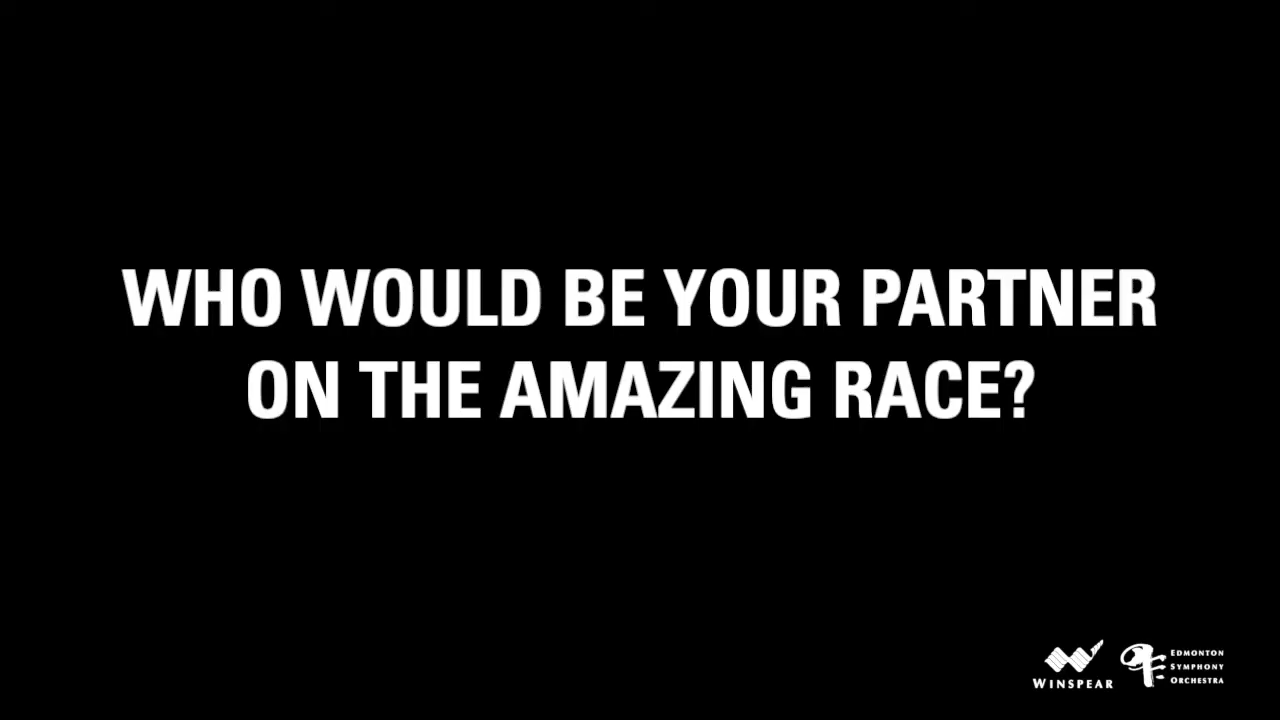 WHO WOULD BE YOUR PARTNER
ON THE AMAZING RACE?
WINSPEAR
EDMONTON
SYMPHONY
ORCHESTRA